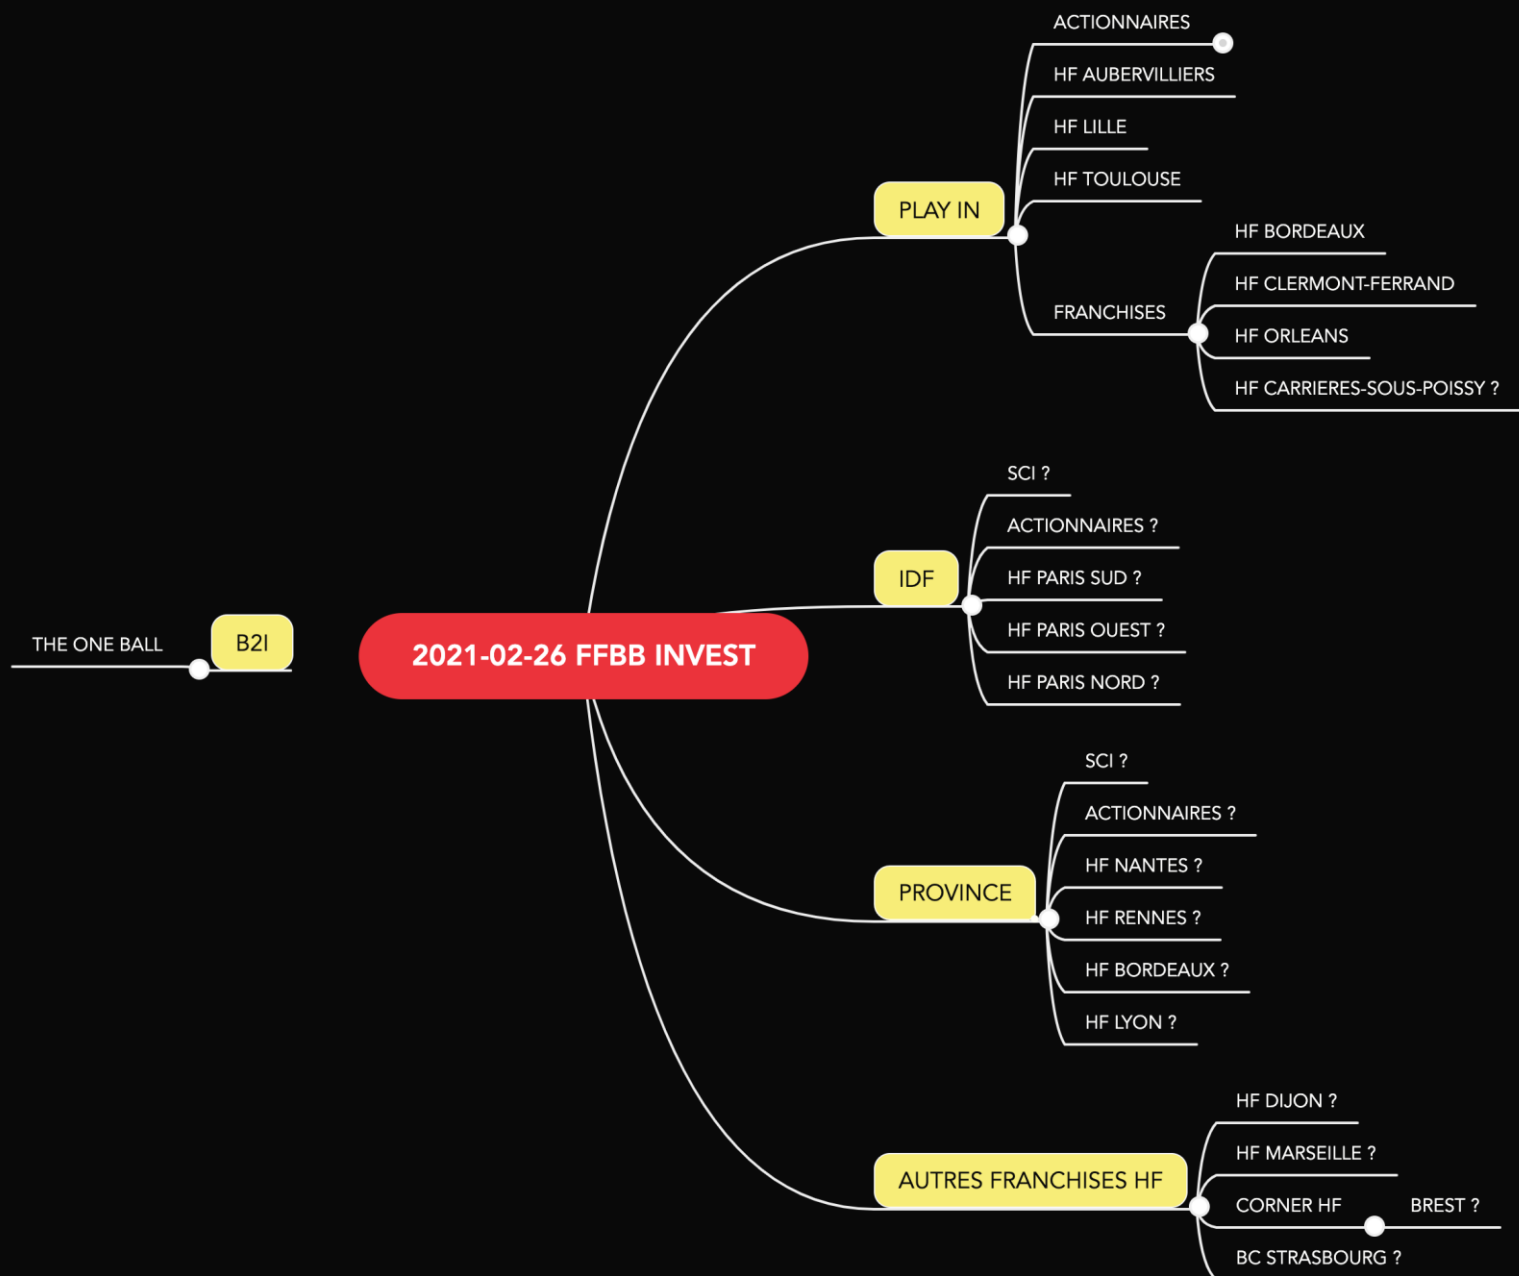 ACTIONNAIRES
HF AUBERVILLIERS
HF LILLE
HF TOULOUSE
PLAY IN
HF BORDEAUX
HF CLERMONT-FERRAND
FRANCHISES
HF ORLEANS
HF CARRIERES-SOUS-POISSY ?
SCI ?
ACTIONNAIRES ?
IDF
HF PARIS SUD ?
HF PARIS OUEST ?
HF PARIS NORD ?
THE ONE BALL
B2I
2021-02-26 FFBB INVEST
SCI ?
ACTIONNAIRES ?
HF NANTES ?
PROVINCE
HF RENNES ?
HF BORDEAUX ?
HF LYON ?
HF DIJON ?
HF MARSEILLE ?
AUTRES FRANCHISES HF
CORNER HF
BREST ?
BC STRASBOURG ?